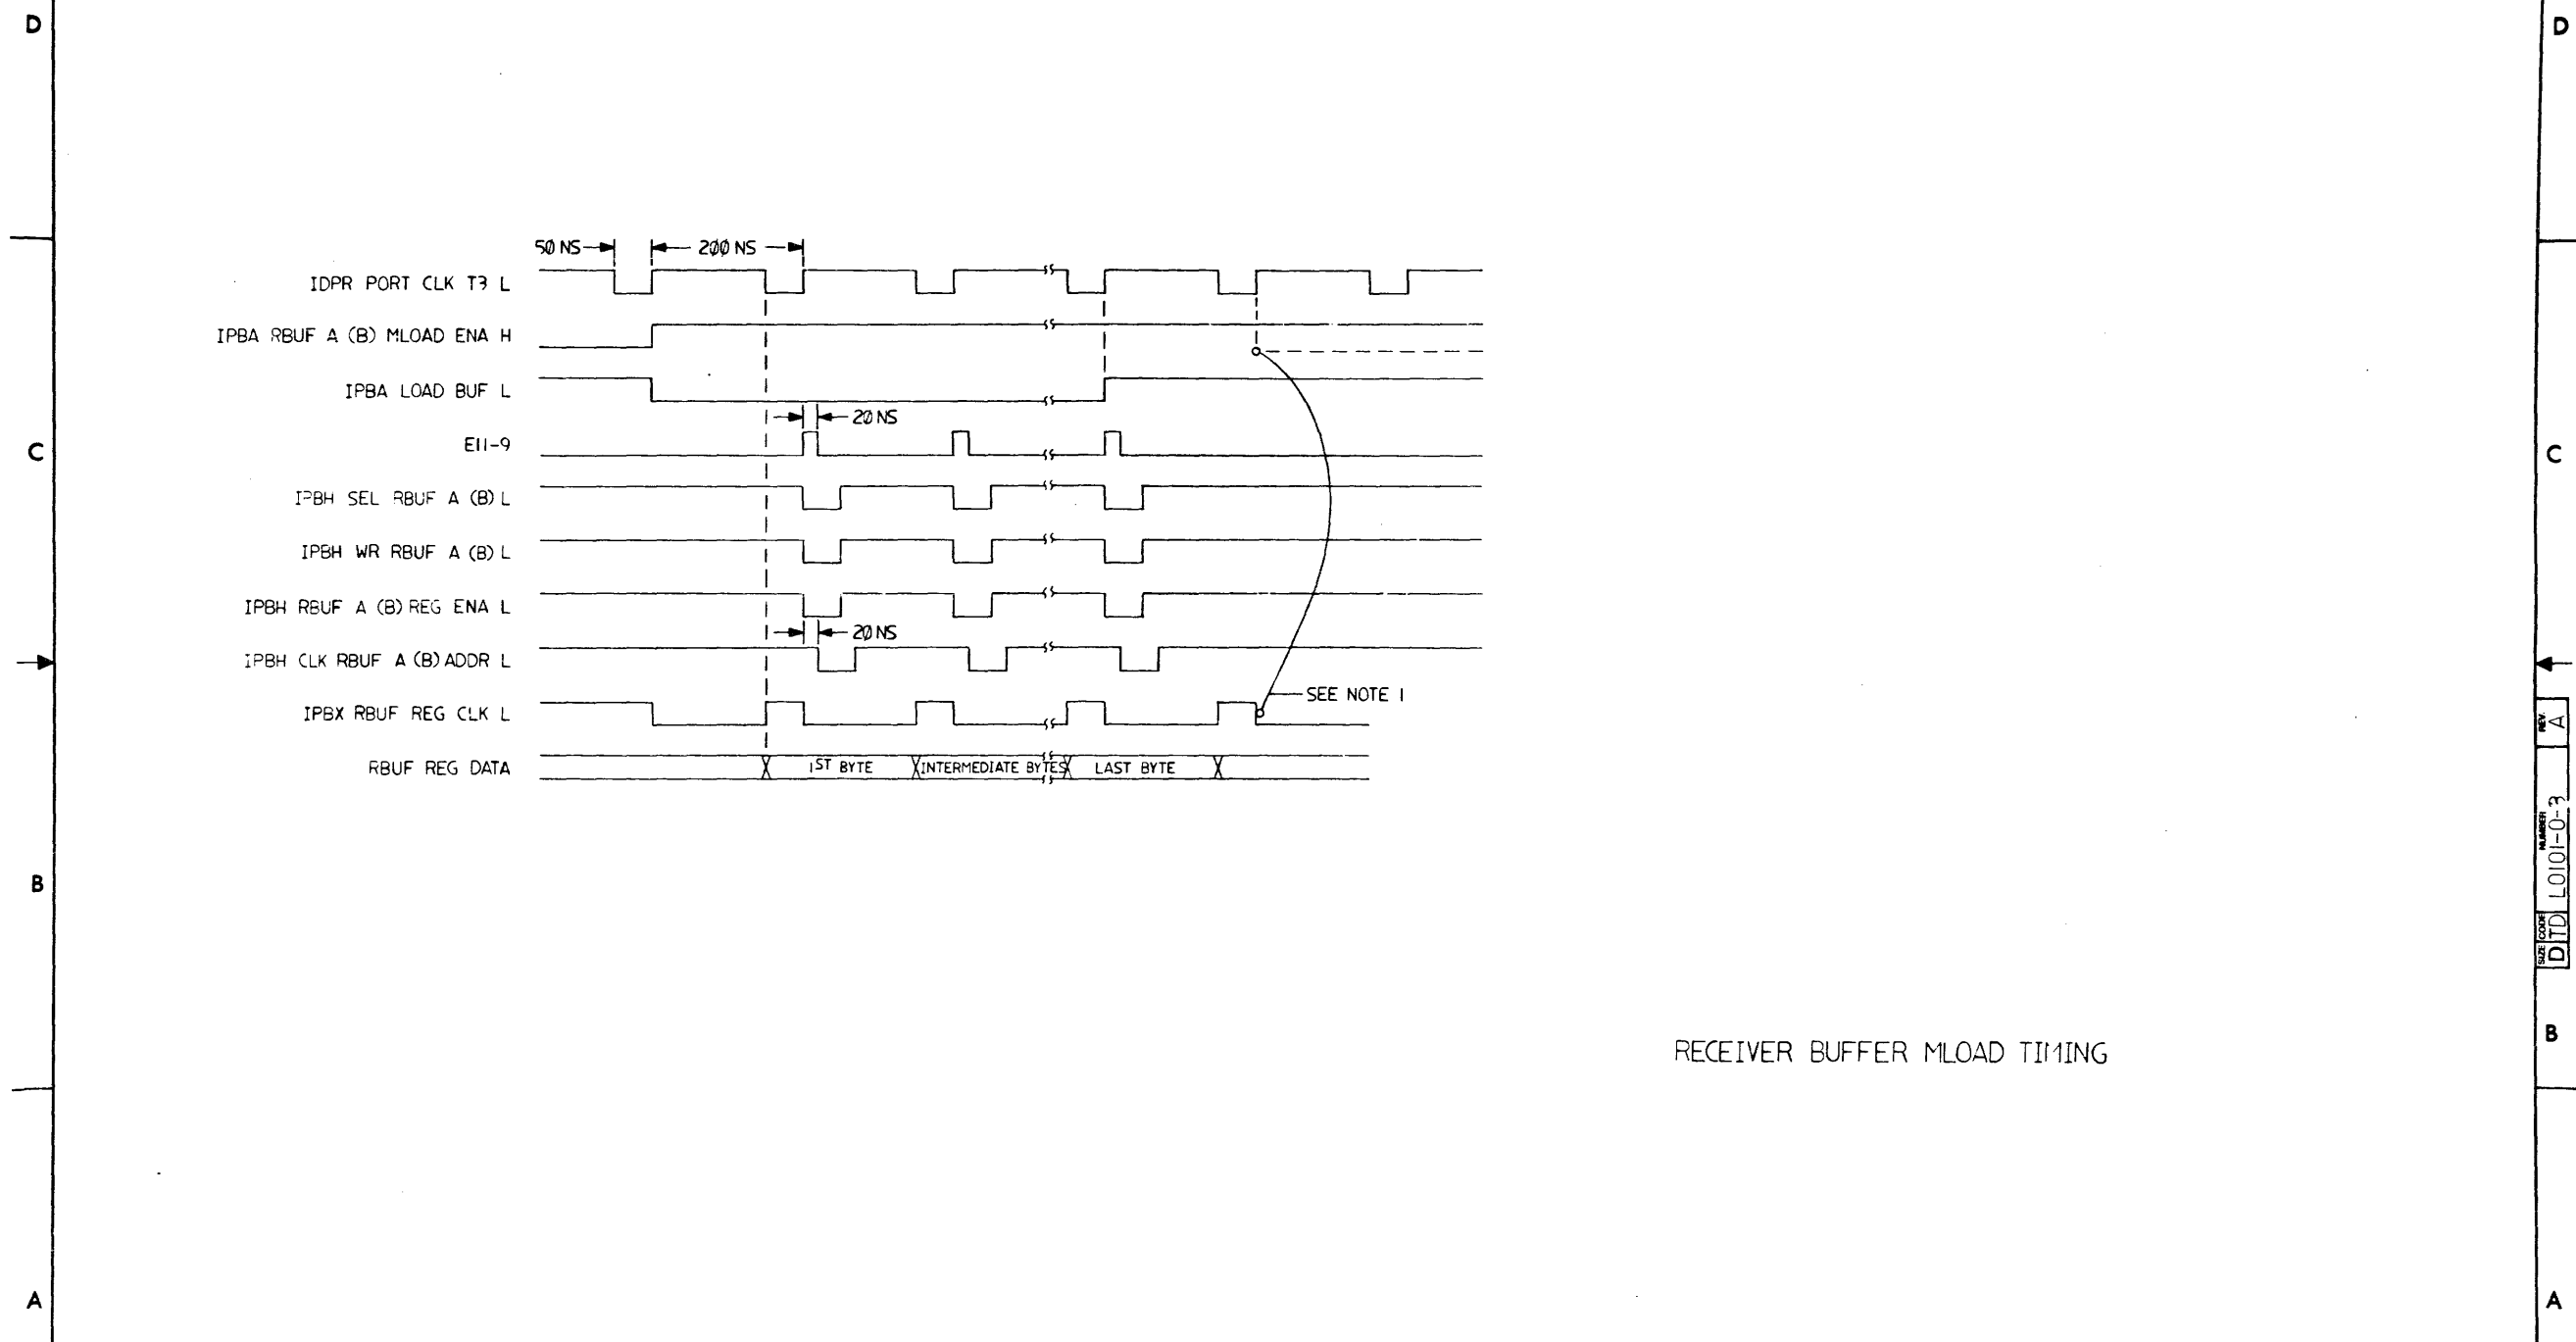 D
D
50 NS
200 NS
IDPR PORT CLK T3 L
IPBA RBUF A (B) MLOAD ENA H
IPBA LOAD BUF L
20 NS
C
E11-9
C
IPBH SEL RBUF A (B) L
IPBH WR RBUF A (B) L
IPBH RBUF A (B) REG ENA L
20 NS
IPBH CLK RBUF A (B) ADDR L
SEE NOTE 1
IPBX RBUF REG CLK L
RBUF REG DATA
1ST BYTE
INTERMEDIATE BYTES
LAST BYTE
REV.
A
NUMBER
L0101-0-3
SIZE CODE
D TD
B
B
RECEIVER BUFFER MLOAD TIMING
A
A